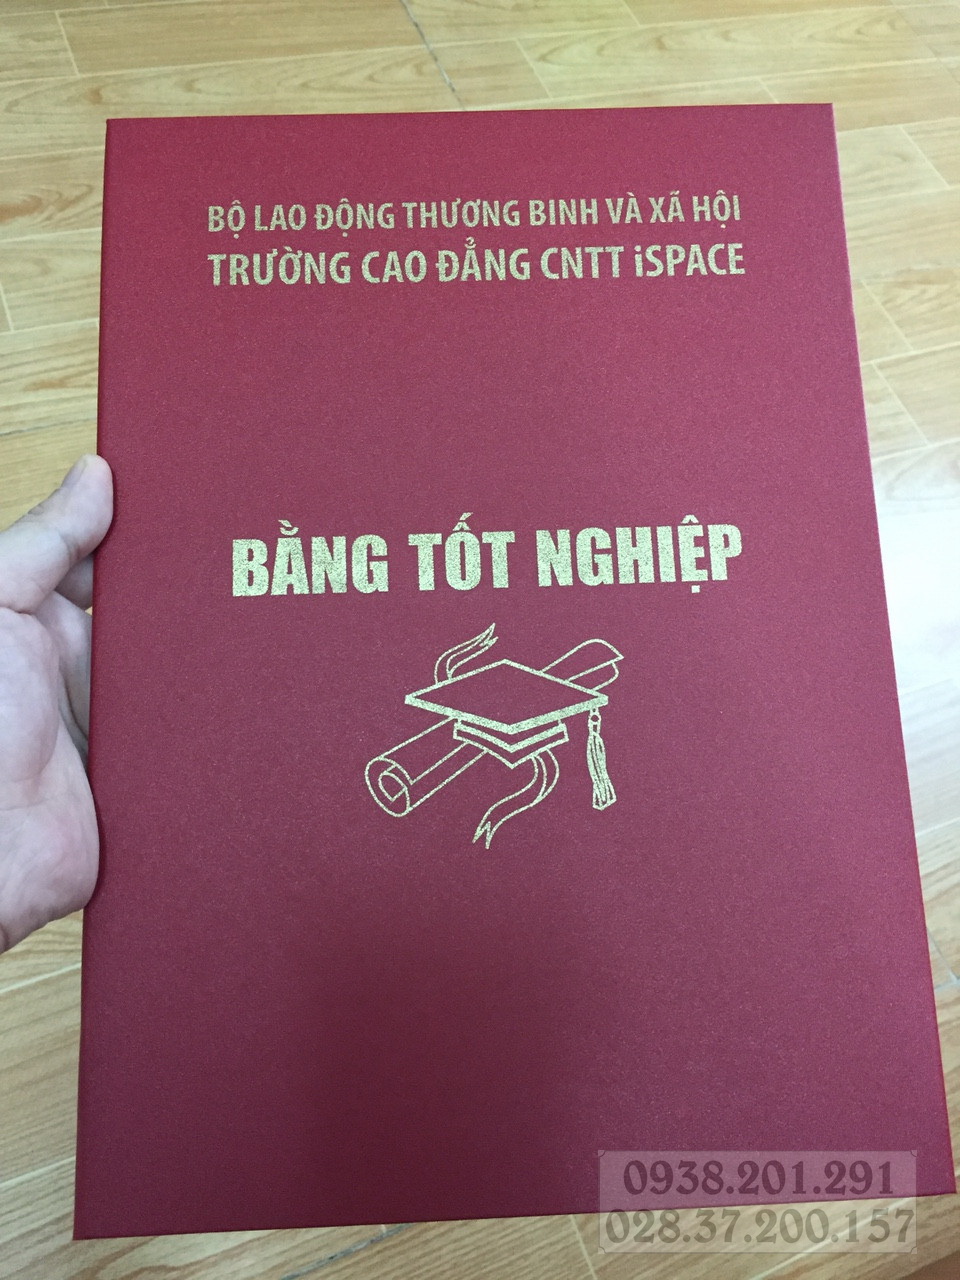 BỘ LAO ĐỘNG THƯƠNG BINH VÀ XÃ HỘI
TRƯỜNG CAO ĐẲNG CNTT iSPACE
BẰNG TỐT NGHIỆP
0938.201.291
028.37.200.157